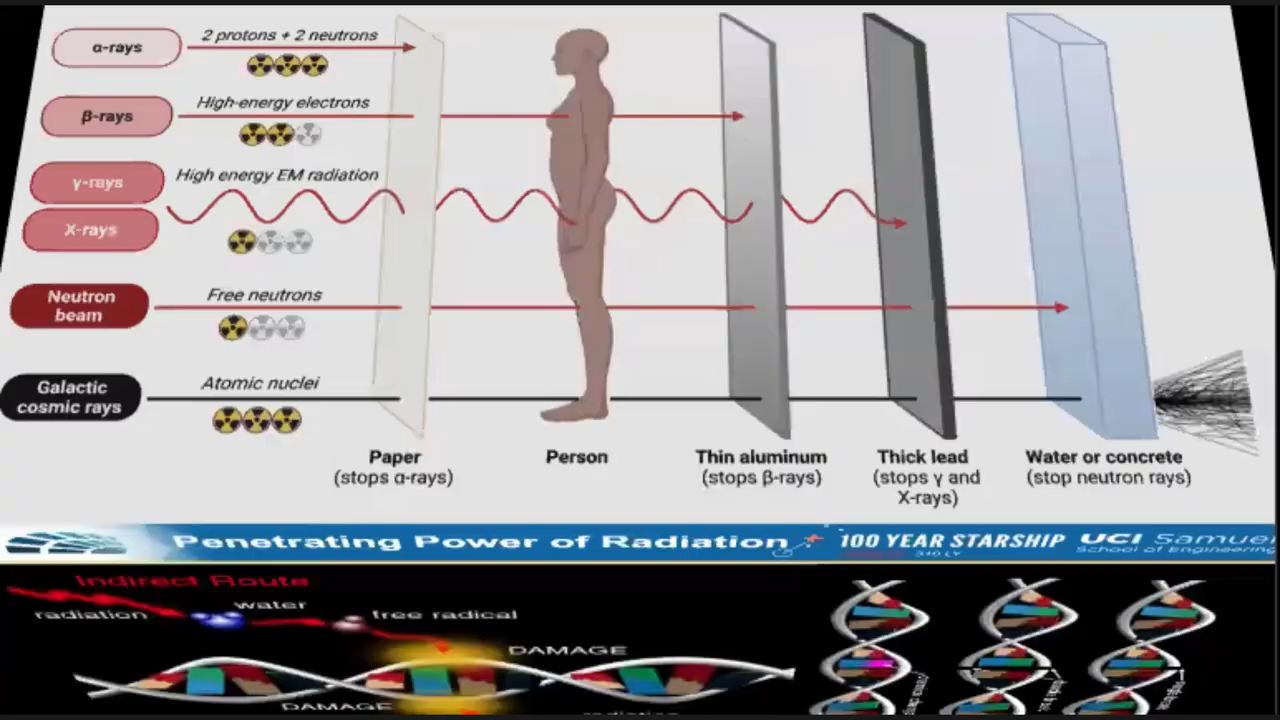 α-rays
2 protons + 2 neutrons
β-rays
High-energy electrons
γ-rays
High energy EM radiation
X-rays
Neutron
beam
Free neutrons
Galactic
cosmic rays
Atomic nuclei
Paper
(stops α-rays)
Person
Thin aluminum
(stops β-rays)
Thick lead
(stops γ and
X-rays)
Water or concrete
(stop neutron rays)
Penetrating Power of Radiation
100 YEAR STARSHIP
UCI Samuel
School of Engineering
Indirect Route
radiation
water
free radical
DAMAGE
DAMAGE
radiation